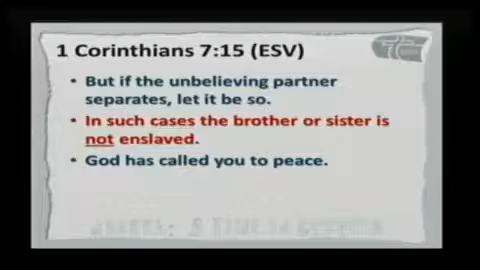 1 Corinthians 7:15 (ESV)
• But if the unbelieving partner
separates, let it be so.
• In such cases the brother or sister is
not enslaved.
• God has called you to peace.